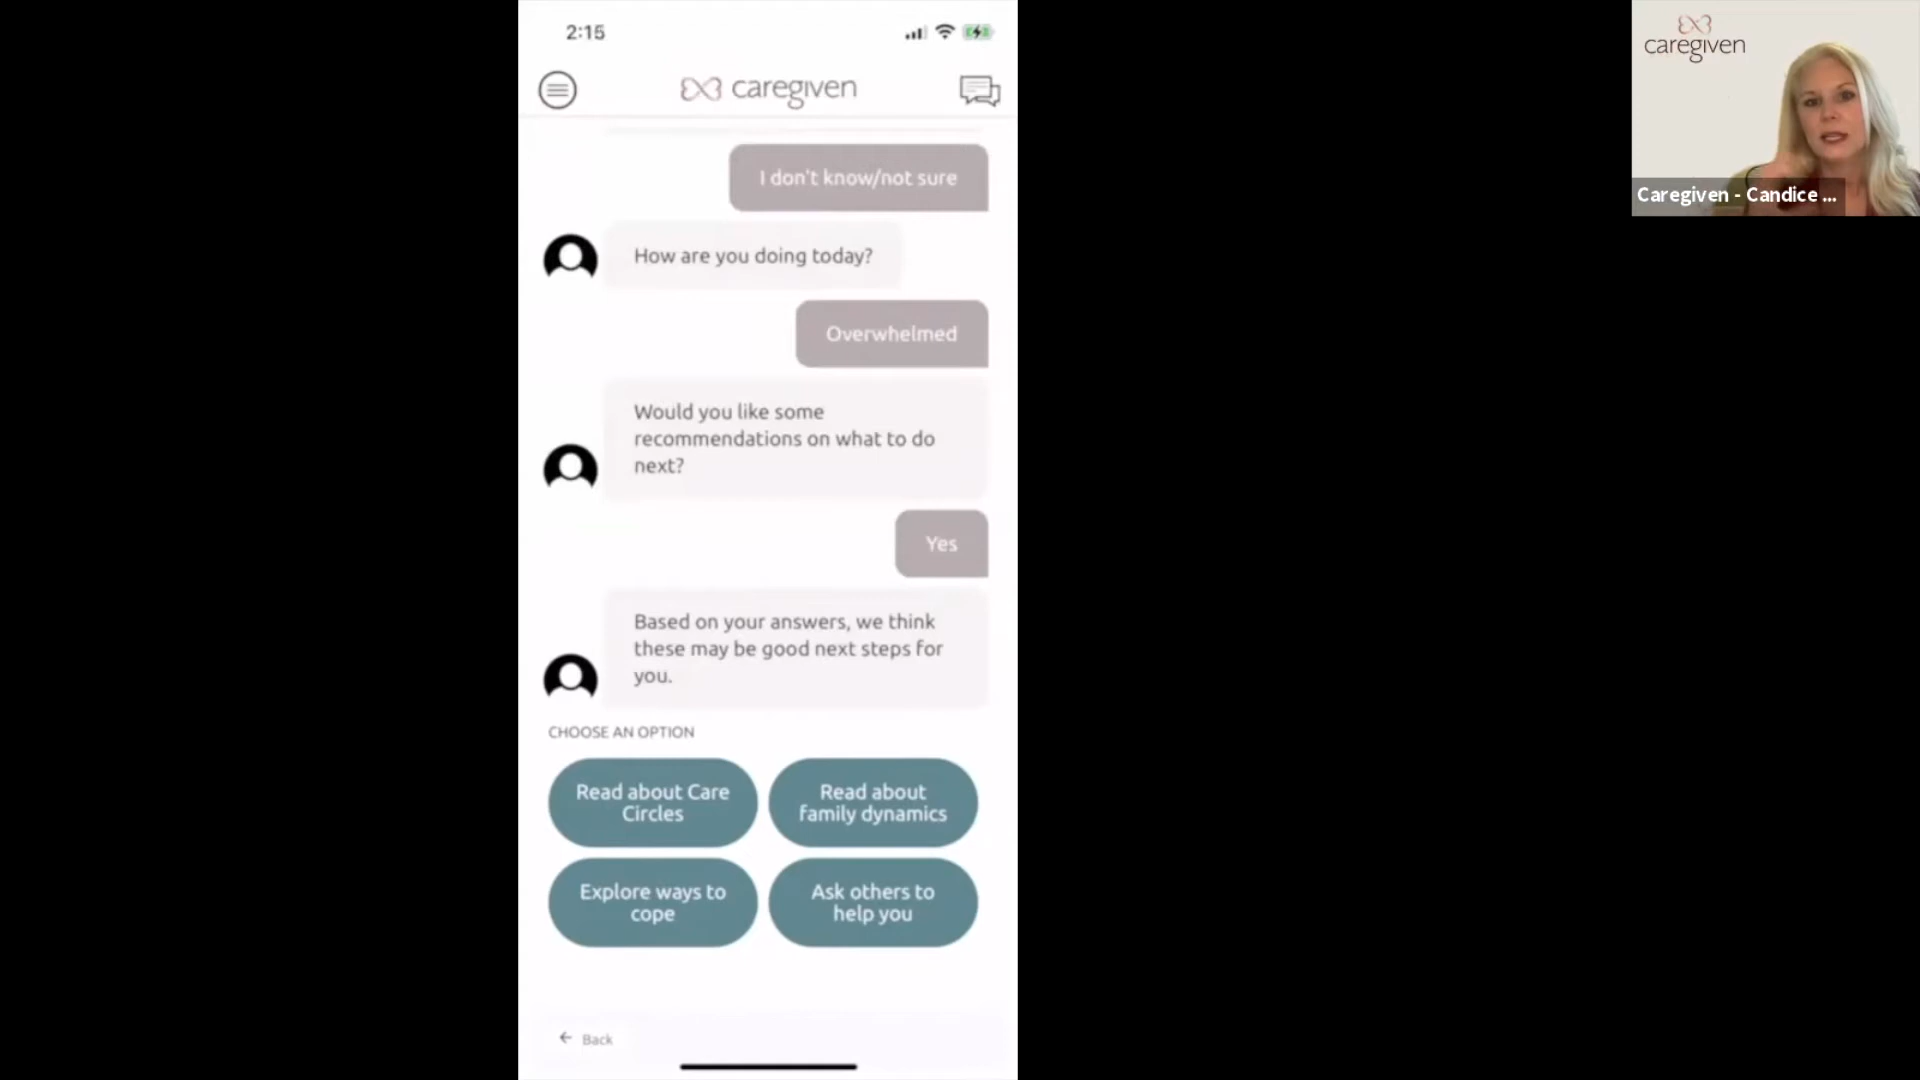 2:15
caregiven
I don't know/not sure
How are you doing today?
Overwhelmed
Would you like some
recommendations on what to do
next?
Yes
Based on your answers, we think
these may be good next steps for
you.
CHOOSE AN OPTION
Read about Care
Circles
Read about
family dynamics
Explore ways to
cope
Ask others to
help you
← Back
caregiven
Caregiven - Candice ...